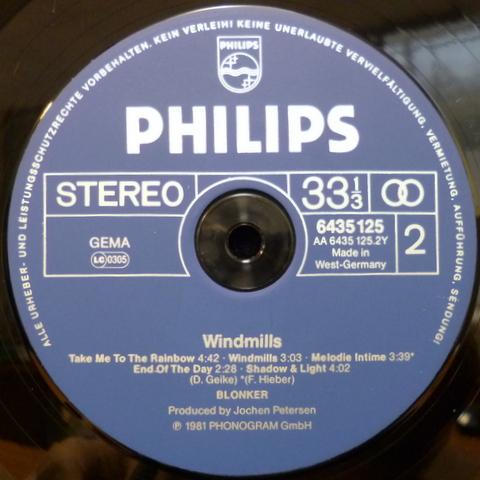 ALLE URHEBER- UND LEISTUNGSSCHUTZRECHTE VORBEHALTEN. KEIN VERLEIH! KEINE UNERLAUBTE VERVIELFÄLTIGUNG, VERMIETUNG, AUFFÜHRUNG, SENDUNG!
PHILIPS
PHILIPS
STEREO
33 1/3
GEMA
LC 0305
6435 125
AA 6435 125.2Y
Made in
West-Germany
2
Windmills
Take Me To The Rainbow 4:42 · Windmills 3:03 · Melodie Intime 3:39*
End Of The Day 2:28 · Shadow & Light 4:02
(D. Geike) *(F. Hieber)
BLONKER
Produced by Jochen Petersen
℗ 1981 PHONOGRAM GmbH